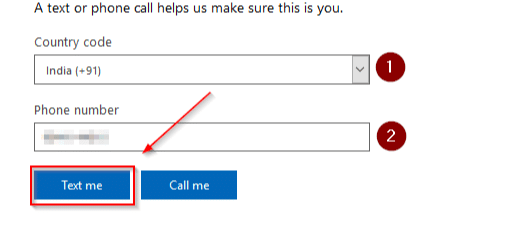 A text or phone call helps us make sure this is you.
Country code
India (+91)
1
Phone number
2
Text me
Call me